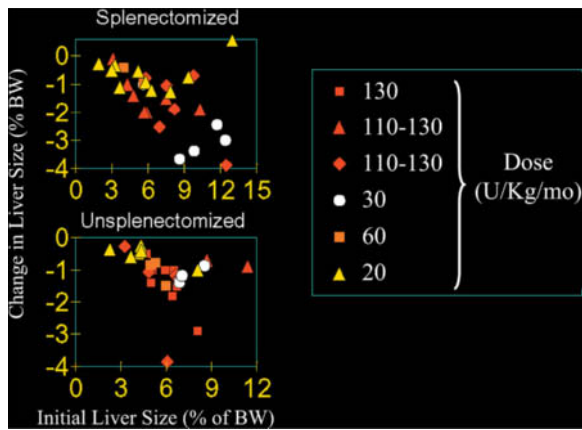 Splenectomized
0
-1
-2
-3
-4
0 3 6 9 12 15
Unsplenectomized
0
-1
-2
-3
-4
0 3 6 9 12
Change in Liver Size (% BW)
Initial Liver Size (% of BW)
130
110-130
110-130
30
60
20
Dose
(U/Kg/mo)